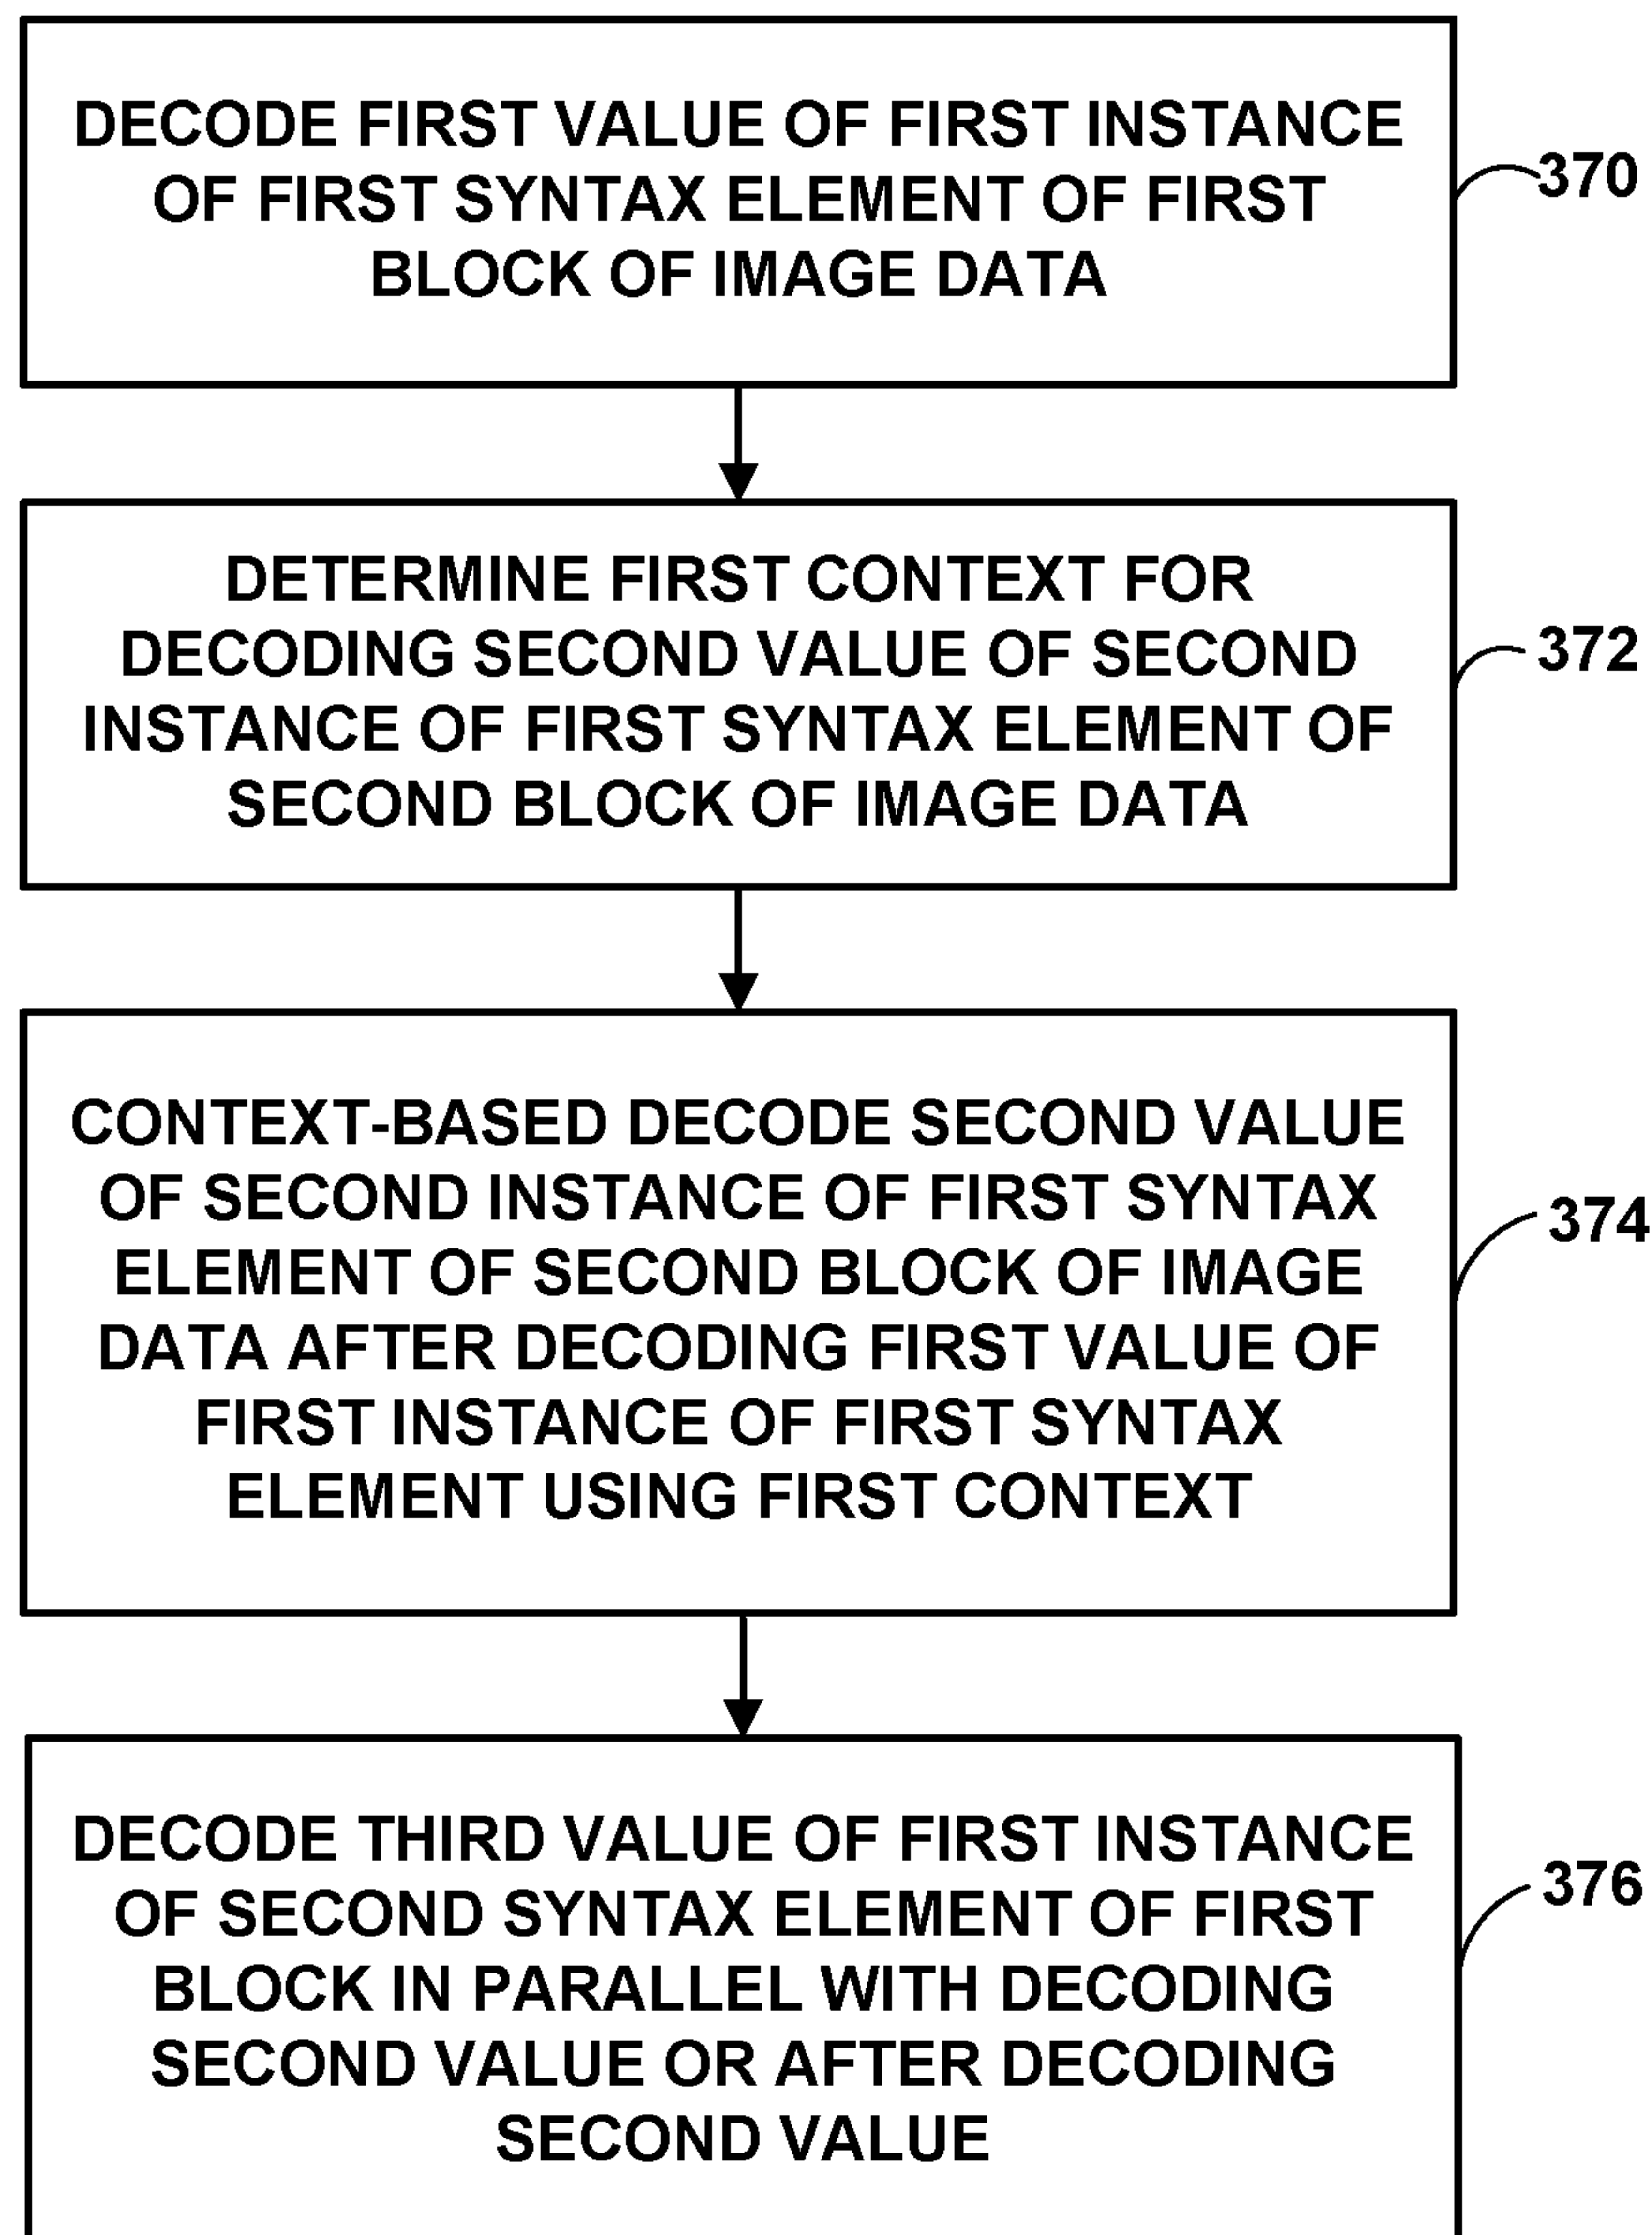 DECODE FIRST VALUE OF FIRST INSTANCE
OF FIRST SYNTAX ELEMENT OF FIRST
BLOCK OF IMAGE DATA
370
DETERMINE FIRST CONTEXT FOR
DECODING SECOND VALUE OF SECOND
INSTANCE OF FIRST SYNTAX ELEMENT OF
SECOND BLOCK OF IMAGE DATA
372
CONTEXT-BASED DECODE SECOND VALUE
OF SECOND INSTANCE OF FIRST SYNTAX
ELEMENT OF SECOND BLOCK OF IMAGE
DATA AFTER DECODING FIRST VALUE OF
FIRST INSTANCE OF FIRST SYNTAX
ELEMENT USING FIRST CONTEXT
374
DECODE THIRD VALUE OF FIRST INSTANCE
OF SECOND SYNTAX ELEMENT OF FIRST
BLOCK IN PARALLEL WITH DECODING
SECOND VALUE OR AFTER DECODING
SECOND VALUE
376